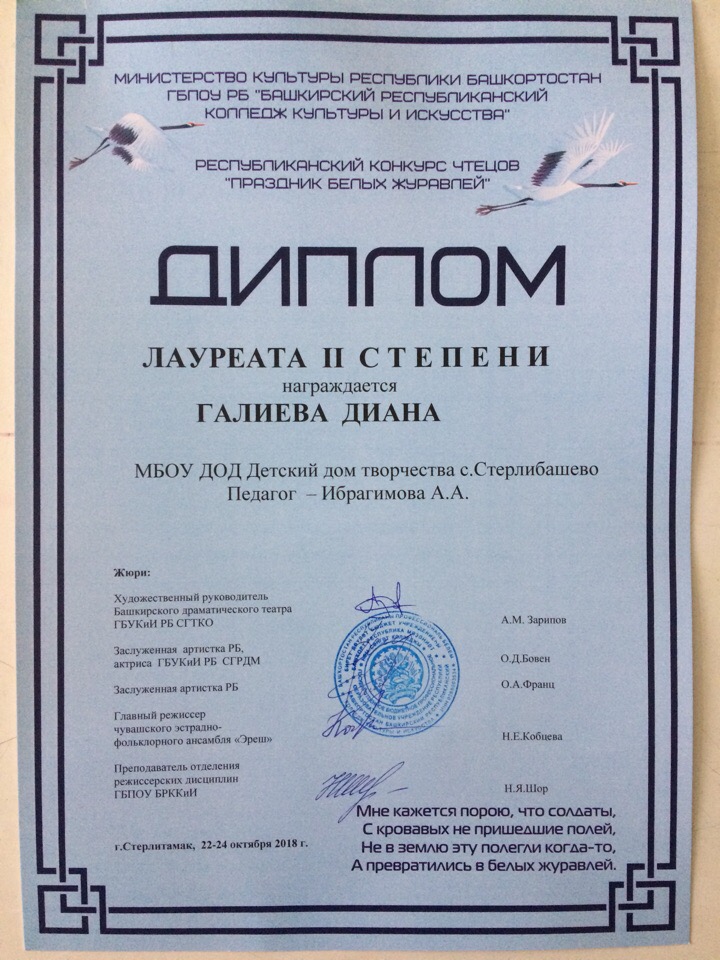 МИНИСТЕРСТВО КУЛЬТУРЫ РЕСПУБЛИКИ БАШКОРТОСТАН
ГБПОУ РБ "БАШКИРСКИЙ РЕСПУБЛИКАНСКИЙ
КОЛЛЕДЖ КУЛЬТУРЫ И ИСКУССТВА"
РЕСПУБЛИКАНСКИЙ КОНКУРС ЧТЕЦОВ
"ПРАЗДНИК БЕЛЫХ ЖУРАВЛЕЙ"
ДИПЛОМ
ЛАУРЕАТА II СТЕПЕНИ
награждается
ГАЛИЕВА ДИАНА
МБОУ ДОД Детский дом творчества с.Стерлибашево
Педагог – Ибрагимова А.А.
Жюри:
Художественный руководитель
Башкирского драматического театра
ГБУКиИ РБ СГТКО
А.М. Зарипов
Заслуженная артистка РБ,
актриса ГБУКиИ РБ СГРДМ
О.Д.Бовен
Заслуженная артистка РБ
О.А.Франц
Главный режиссер
чувашского эстрадно-
фольклорного ансамбля «Эреш»
Н.Е.Кобцева
Преподаватель отделения
режиссерских дисциплин
ГБПОУ БРККиИ
Н.Я.Шор
Мне кажется порою, что солдаты,
С кровавых не пришедшие полей,
Не в землю эту полегли когда-то,
А превратились в белых журавлей.
г.Стерлитамак, 22-24 октября 2018 г.